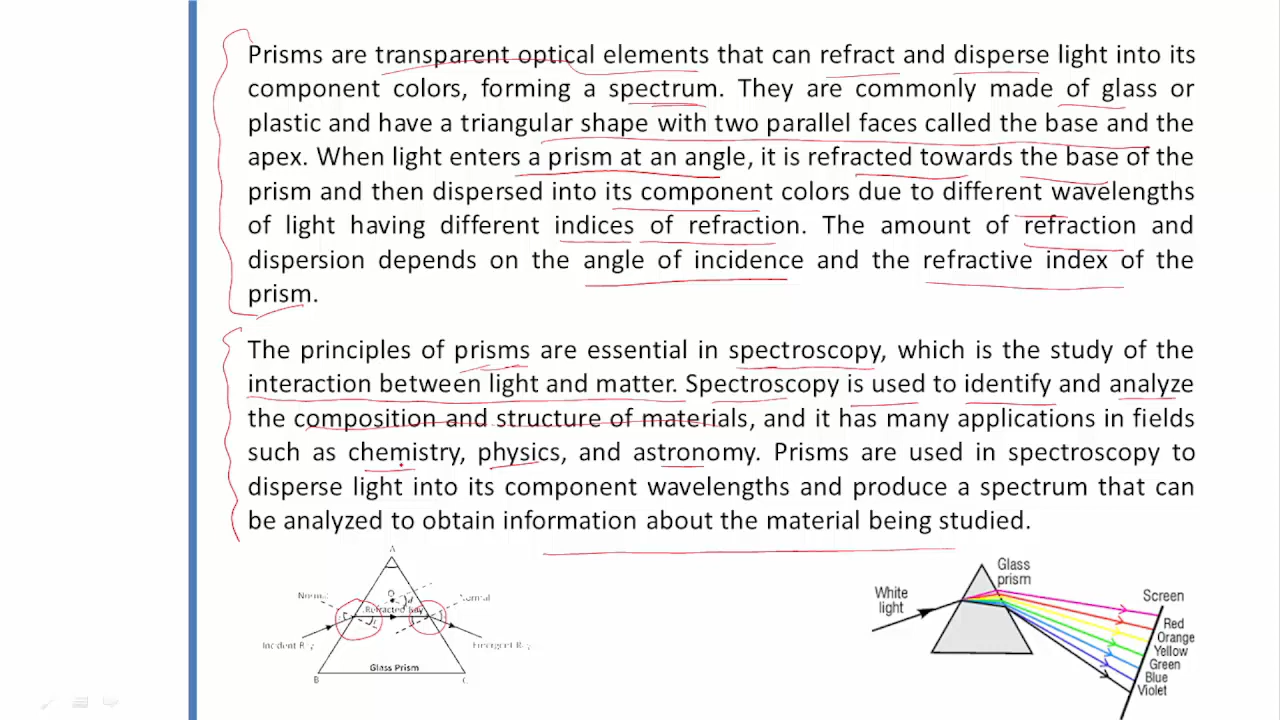 Prisms are transparent optical elements that can refract and disperse light into its
component colors, forming a spectrum. They are commonly made of glass or
plastic and have a triangular shape with two parallel faces called the base and the
apex. When light enters a prism at an angle, it is refracted towards the base of the
prism and then dispersed into its component colors due to different wavelengths
of light having different indices of refraction. The amount of refraction and
dispersion depends on the angle of incidence and the refractive index of the
prism.
The principles of prisms are essential in spectroscopy, which is the study of the
interaction between light and matter. Spectroscopy is used to identify and analyze
the composition and structure of materials, and it has many applications in fields
such as chemistry, physics, and astronomy. Prisms are used in spectroscopy to
disperse light into its component wavelengths and produce a spectrum that can
be analyzed to obtain information about the material being studied.
A
Refracted Ray
Incident
Glass Prism
B
C
White
light
Glass
prism
Screen
Red
Orange
Yellow
Green
Blue
Violet